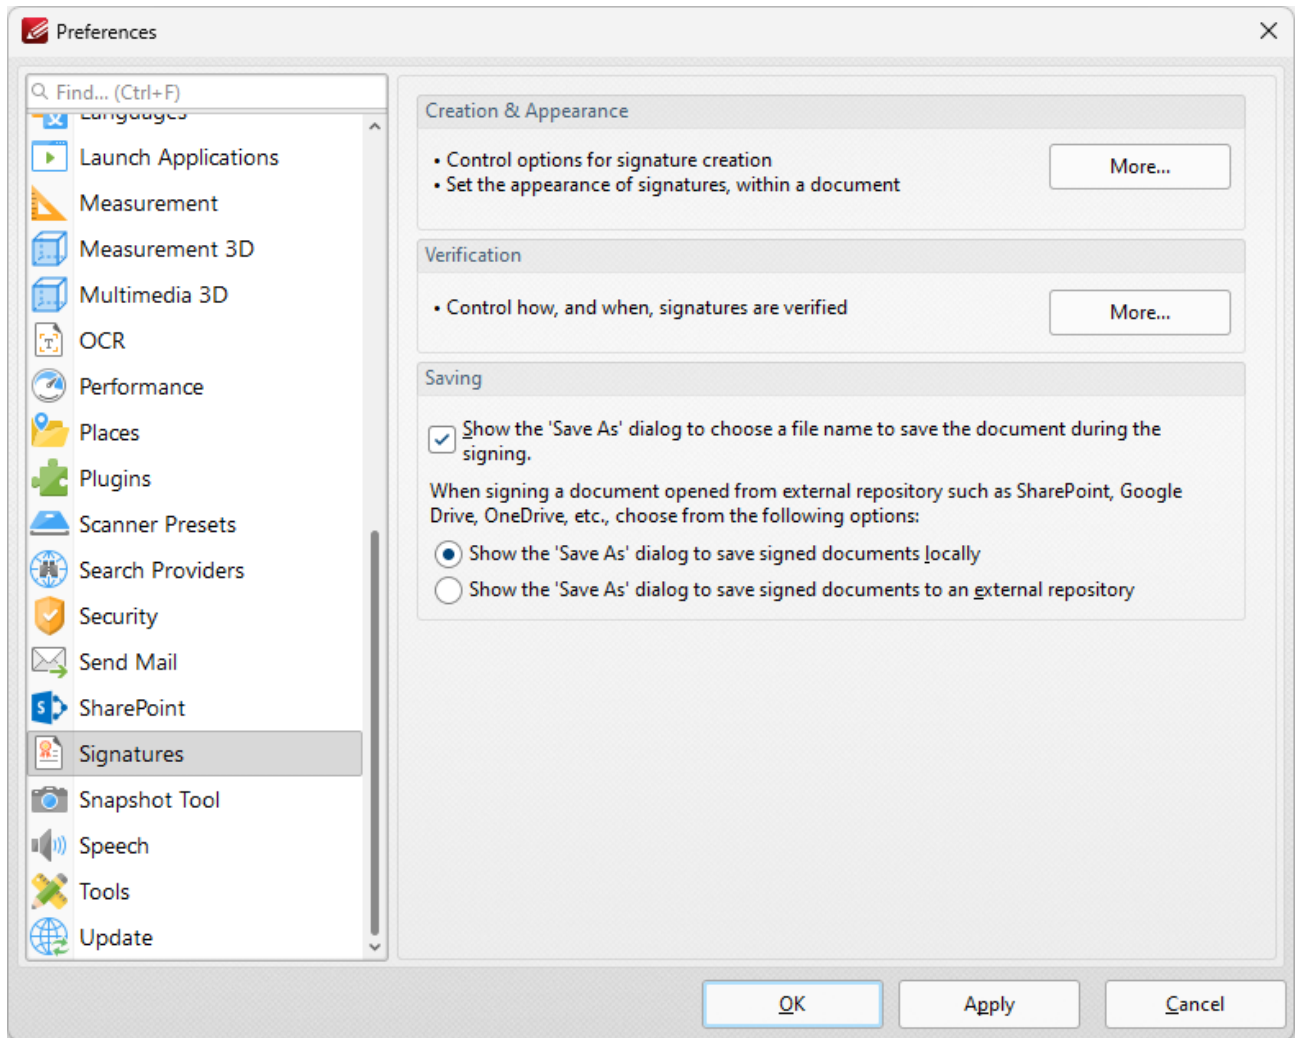 Preferences
Find... (Ctrl+F)
Languages
Launch Applications
Measurement
Measurement 3D
Multimedia 3D
OCR
Performance
Places
Plugins
Scanner Presets
Search Providers
Security
Send Mail
SharePoint
Signatures
Snapshot Tool
Speech
Tools
Update
Creation & Appearance
• Control options for signature creation
• Set the appearance of signatures, within a document
More...
Verification
• Control how, and when, signatures are verified
More...
Saving
Show the 'Save As' dialog to choose a file name to save the document during the
signing.
When signing a document opened from external repository such as SharePoint, Google
Drive, OneDrive, etc., choose from the following options:
Show the 'Save As' dialog to save signed documents locally
Show the 'Save As' dialog to save signed documents to an external repository
OK
Apply
Cancel